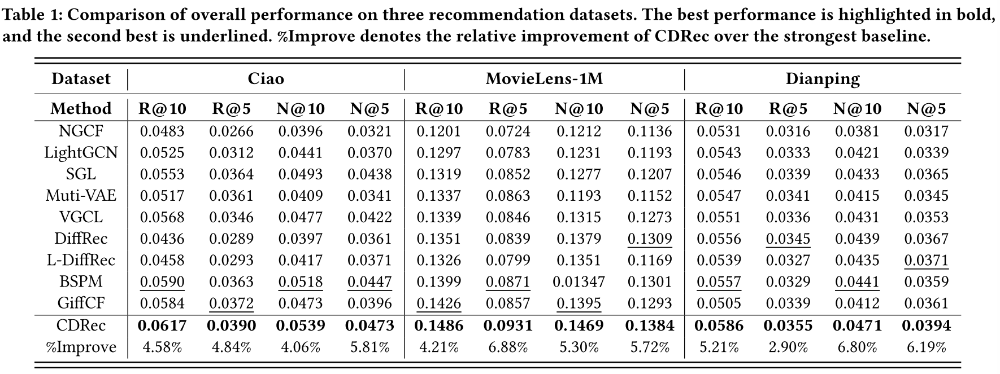 Table 1: Comparison of overall performance on three recommendation datasets. The best performance is highlighted in bold,
and the second best is underlined. %Improve denotes the relative improvement of CDRec over the strongest baseline.
Dataset Ciao MovieLens-1M Dianping
Method R@10 R@5 N@10 N@5 R@10 R@5 N@10 N@5 R@10 R@5 N@10 N@5
NGCF 0.0483 0.0266 0.0396 0.0321 0.1201 0.0724 0.1212 0.1136 0.0531 0.0316 0.0381 0.0317
LightGCN 0.0525 0.0312 0.0441 0.0370 0.1297 0.0783 0.1231 0.1193 0.0543 0.0333 0.0421 0.0339
SGL 0.0553 0.0364 0.0493 0.0438 0.1319 0.0852 0.1277 0.1207 0.0546 0.0339 0.0433 0.0365
Muti-VAE 0.0517 0.0361 0.0409 0.0341 0.1337 0.0863 0.1193 0.1152 0.0547 0.0341 0.0415 0.0345
VGCL 0.0568 0.0346 0.0477 0.0422 0.1339 0.0846 0.1315 0.1273 0.0551 0.0336 0.0431 0.0353
DiffRec 0.0436 0.0289 0.0397 0.0361 0.1351 0.0839 0.1379 0.1309 0.0556 0.0345 0.0439 0.0367
L-DiffRec 0.0458 0.0293 0.0417 0.0371 0.1326 0.0799 0.1351 0.1169 0.0539 0.0327 0.0435 0.0371
BSPM 0.0590 0.0363 0.0518 0.0447 0.1399 0.0871 0.01347 0.1301 0.0557 0.0329 0.0441 0.0359
GiffCF 0.0584 0.0372 0.0473 0.0396 0.1426 0.0857 0.1395 0.1293 0.0505 0.0339 0.0412 0.0361
CDRec 0.0617 0.0390 0.0539 0.0473 0.1486 0.0931 0.1469 0.1384 0.0586 0.0355 0.0471 0.0394
%Improve 4.58% 4.84% 4.06% 5.81% 4.21% 6.88% 5.30% 5.72% 5.21% 2.90% 6.80% 6.19%